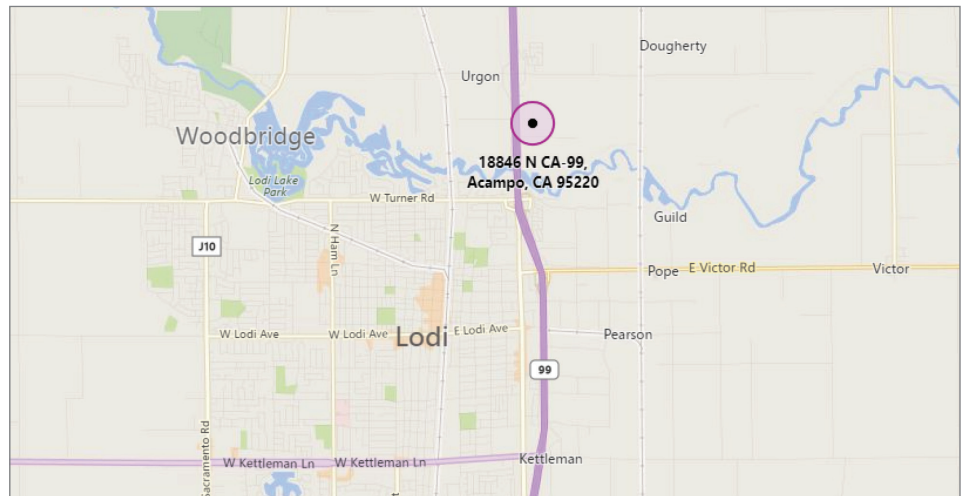 Dougherty
Urgon
Woodbridge
18846 N CA-99,
Acampo, CA 95220
Lodi Lake
Park
W Turner Rd
Guild
J10
N Ham Ln
Pope
E Victor Rd
Victor
W Lodi Ave
W Lodi Ave
Lodi
E Lodi Ave
Pearson
99
Sacramento Rd
W Kettleman Ln
W Kettleman Ln
Kettleman